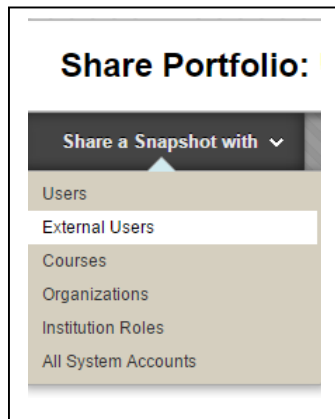 Share Portfolio:
Share a Snapshot with
Users
External Users
Courses
Organizations
Institution Roles
All System Accounts